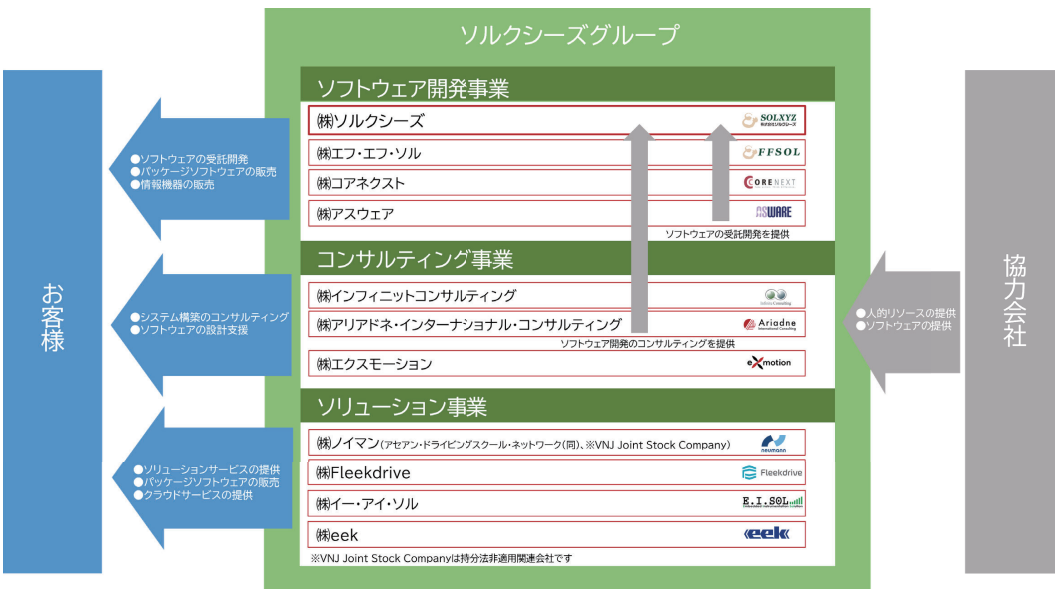 ソルクシーズグループ
お客様
●ソフトウェアの受託開発
●パッケージソフトウェアの販売
●情報機器の販売
●システム構築のコンサルティング
●ソフトウェアの設計支援
●ソリューションサービスの提供
●パッケージソフトウェアの販売
●クラウドサービスの提供
ソフトウェア開発事業
㈱ソルクシーズ
SOLXYZ
株式会社ソルクシーズ
㈱エフ・エフ・ソル
FFSOL
㈱コアネクスト
CORENEXT
㈱アスウェア
ASWARE
ソフトウェアの受託開発を提供
コンサルティング事業
㈱インフィニットコンサルティング
Infinite Consulting
㈱アリアドネ・インターナショナル・コンサルティング
Ariadne
International Consulting
ソフトウェア開発のコンサルティングを提供
㈱エクスモーション
eXmotion
ソリューション事業
㈱ノイマン(アセアン・ドライビングスクール・ネットワーク(同)、※VNJ Joint Stock Company)
neumann
㈱Fleekdrive
Fleekdrive
㈱イー・アイ・ソル
E.I.SOL
㈱eek
eek
※VNJ Joint Stock Companyは持分法非適用関連会社です
●人的リソースの提供
●ソフトウェアの提供
協力会社